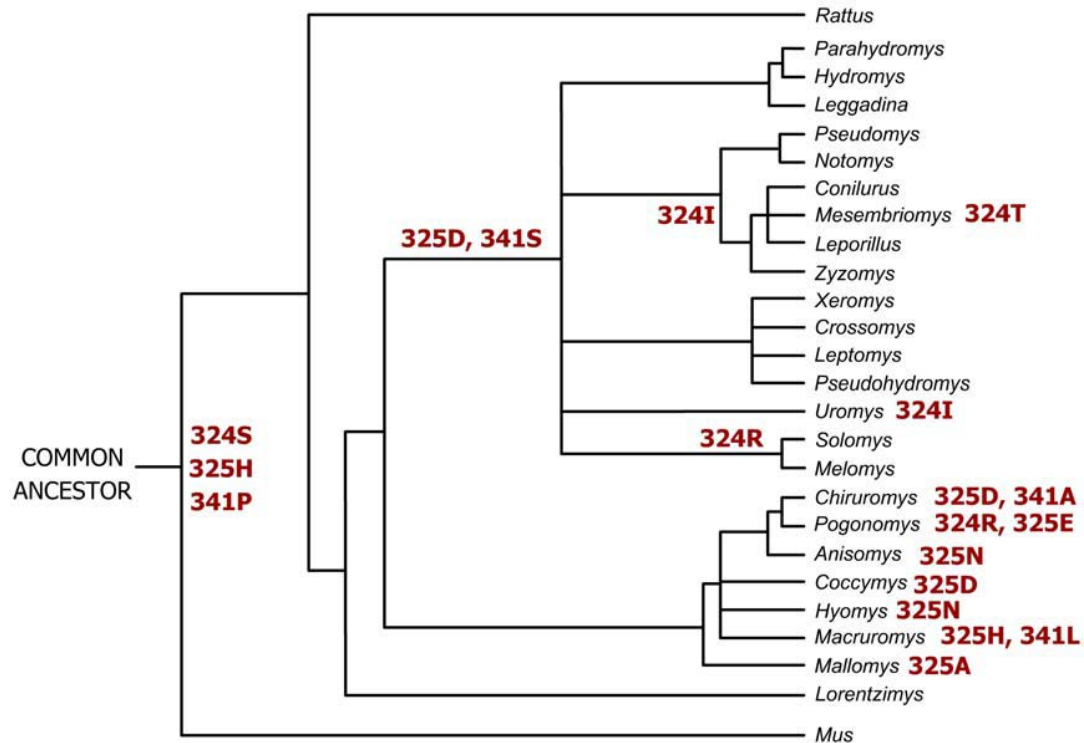 Rattus
Parahydromys
Hydromys
Leggadina
Pseudomys
Notomys
Conilurus
324I
Mesembriomys 324T
325D, 341S
Leporillus
Zyzomys
Xeromys
Crossomys
Leptomys
Pseudohydromys
Uromys 324I
324S
324R
Solomys
COMMON
ANCESTOR
325H
Melomys
341P
Chiruromys 325D, 341A
Pogonomys 324R, 325E
Anisomys 325N
Coccymys 325D
Hyomys 325N
Macruromys 325H, 341L
Mallomys 325A
Lorentzimys
Mus